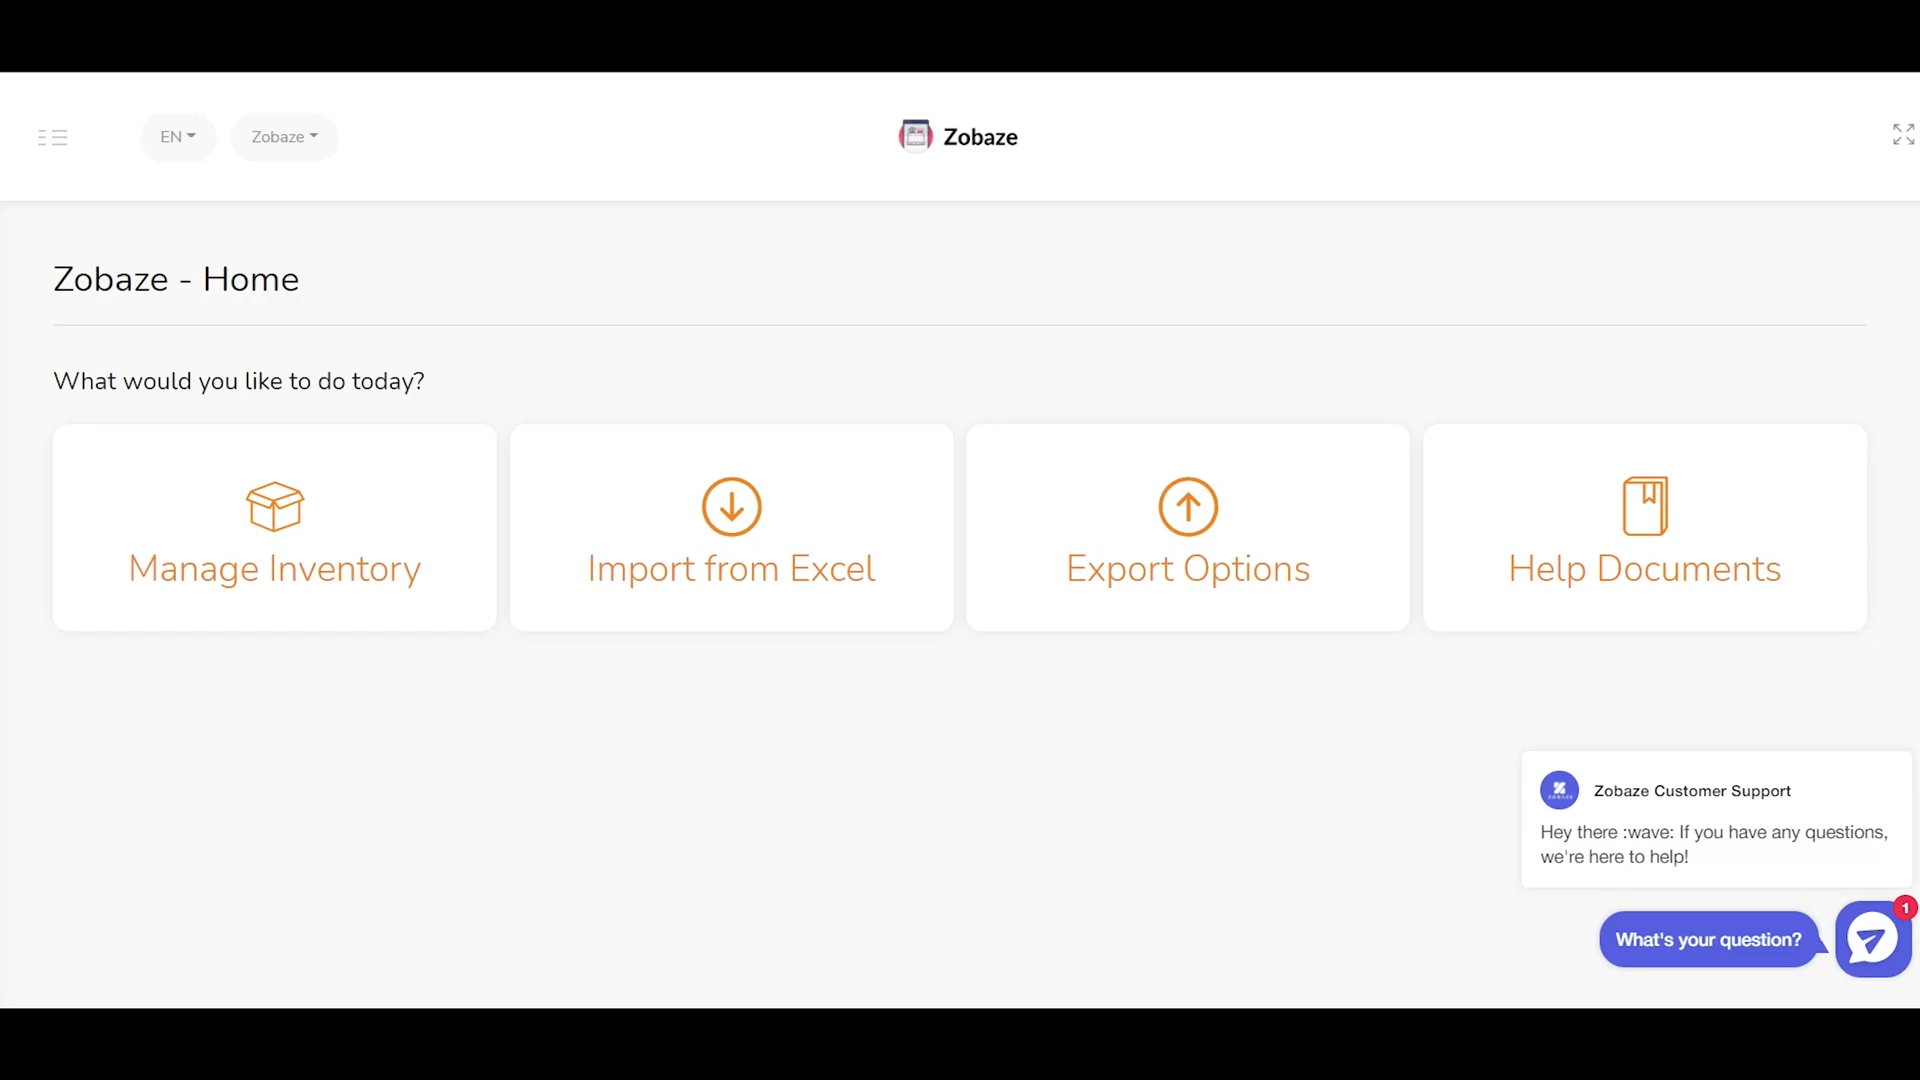 EN
Zobaze
Zobaze
Zobaze - Home
What would you like to do today?
Manage Inventory
Import from Excel
Export Options
Help Documents
Zobaze Customer Support
Hey there :wave: If you have any questions,
we're here to help!
1
What's your question?